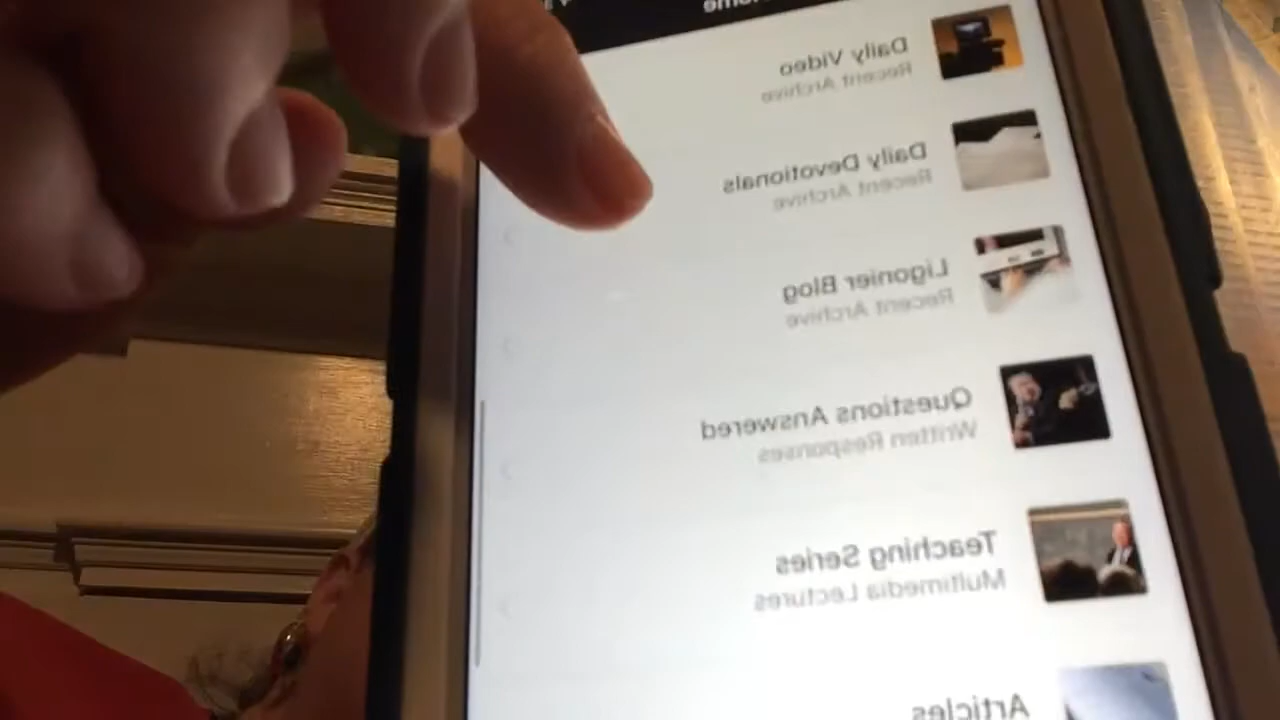 Home
Daily Video
Recent Archive
Daily Devotionals
Recent Archive
Ligonier Blog
Recent Archive
Questions Answered
Written Responses
Teaching Series
Multimedia Lectures
Articles